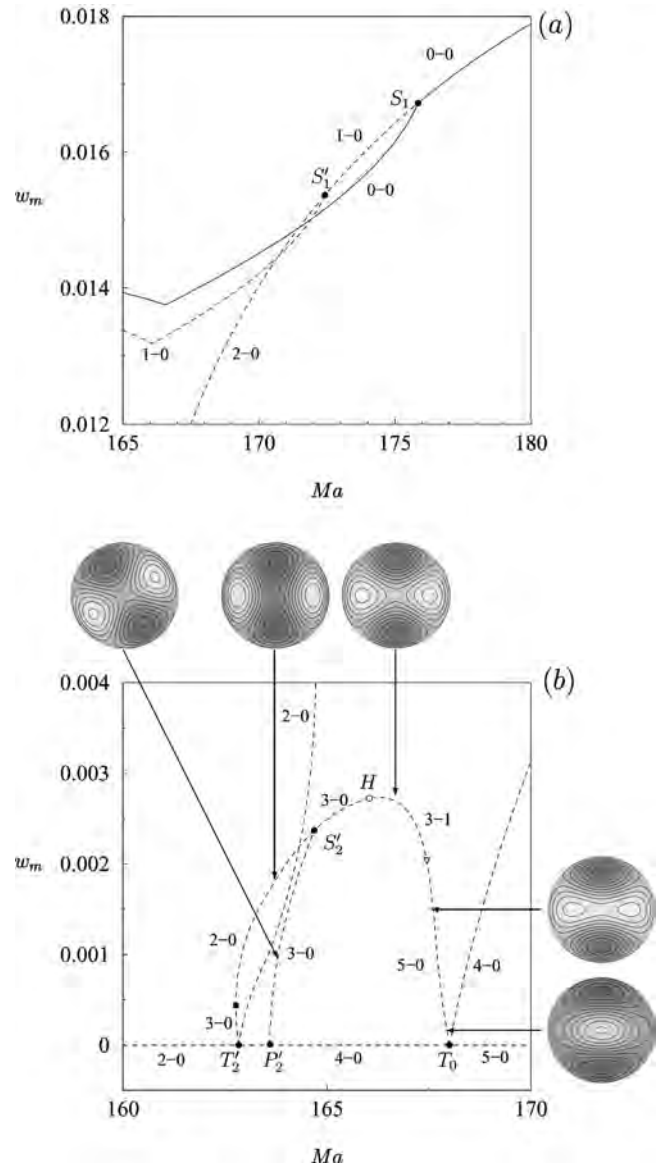 0.018
(a)
0–0
S₁
1–0
S′₁
0–0
0.016
wₘ
0.014
1–0
2–0
0.012
165
170
175
180
Ma
0.004
(b)
2–0
H
3–0
3–1
0.003
S′₂
wₘ
0.002
2–0
3–0
0.001
5–0
4–0
3–0
0
2–0
T′₂
P′₂
4–0
T₀
5–0
160
165
170
Ma